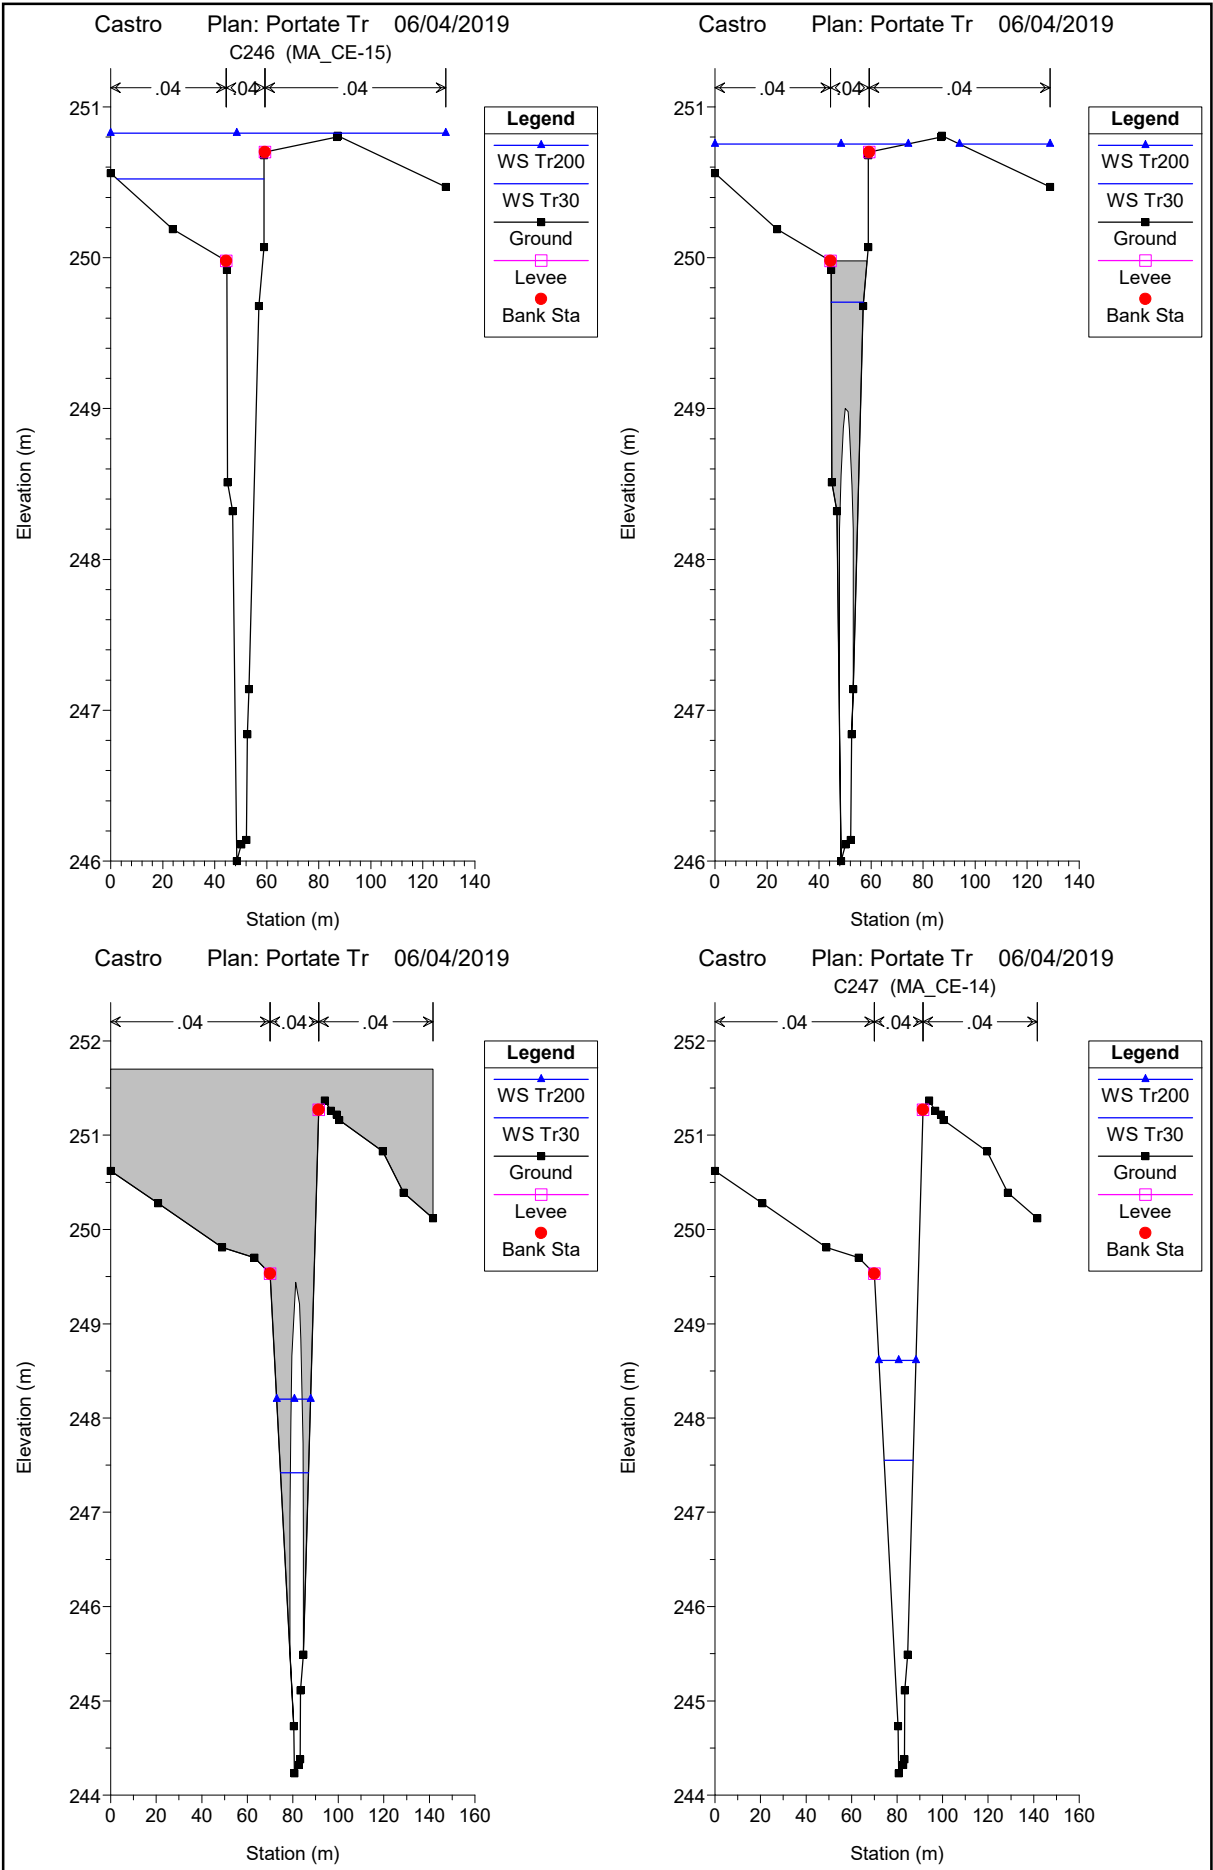 Castro Plan: Portate Tr 06/04/2019
C246 (MA_CE-15)
.04 .04 .04
251
250
249
248
247
246
0 20 40 60 80 100 120 140
Station (m)
Elevation (m)
Legend
WS Tr200
WS Tr30
Ground
Levee
Bank Sta
Castro Plan: Portate Tr 06/04/2019
.04 .04 .04
251
250
249
248
247
246
0 20 40 60 80 100 120 140
Station (m)
Elevation (m)
Legend
WS Tr200
WS Tr30
Ground
Levee
Bank Sta
Castro Plan: Portate Tr 06/04/2019
.04 .04 .04
252
251
250
249
248
247
246
245
244
0 20 40 60 80 100 120 140 160
Station (m)
Elevation (m)
Legend
WS Tr200
WS Tr30
Ground
Levee
Bank Sta
Castro Plan: Portate Tr 06/04/2019
C247 (MA_CE-14)
.04 .04 .04
252
251
250
249
248
247
246
245
244
0 20 40 60 80 100 120 140 160
Station (m)
Elevation (m)
Legend
WS Tr200
WS Tr30
Ground
Levee
Bank Sta